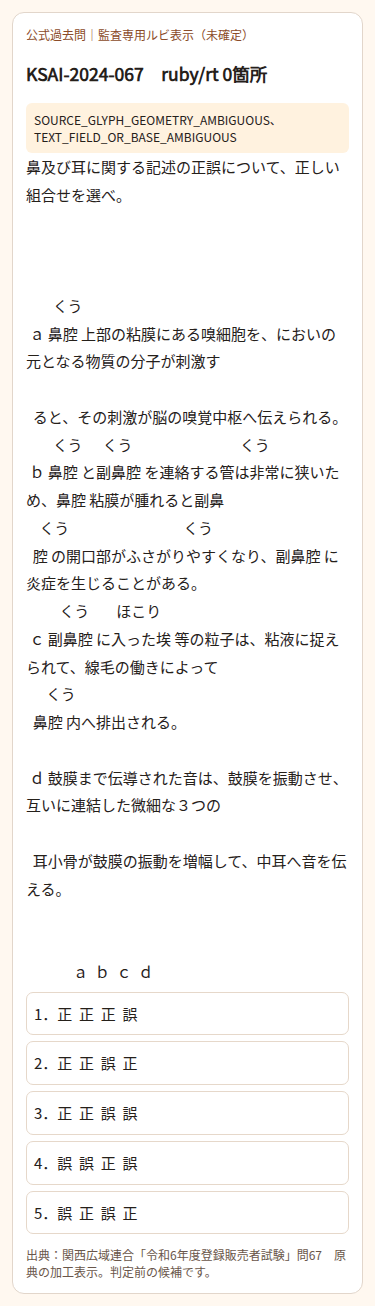 公式過去問｜監査専用ルビ表示（未確定）
KSAI-2024-067　ruby/rt 0箇所
SOURCE_GLYPH_GEOMETRY_AMBIGUOUS、
TEXT_FIELD_OR_BASE_AMBIGUOUS
鼻及び耳に関する記述の正誤について、正しい
組合せを選べ。
くう
ａ 鼻腔 上部の粘膜にある嗅細胞を、においの
元となる物質の分子が刺激す
ると、その刺激が脳の嗅覚中枢へ伝えられる。
くう　くう　くう
ｂ 鼻腔 と副鼻腔 を連絡する管は非常に狭いた
め、鼻腔 粘膜が腫れると副鼻
くう　くう
腔 の開口部がふさがりやすくなり、副鼻腔 に
炎症を生じることがある。
くう　ほこり
ｃ 副鼻腔 に入った埃 等の粒子は、粘液に捉え
られて、線毛の働きによって
くう
鼻腔 内へ排出される。
ｄ 鼓膜まで伝導された音は、鼓膜を振動させ、
互いに連結した微細な３つの
耳小骨が鼓膜の振動を増幅して、中耳へ音を伝
える。
ａ ｂ ｃ ｄ
1．正 正 正 誤
2．正 正 誤 正
3．正 正 誤 誤
4．誤 誤 正 誤
5．誤 正 誤 正
出典：関西広域連合「令和6年度登録販売者試験」問67　原
典の加工表示。判定前の候補です。